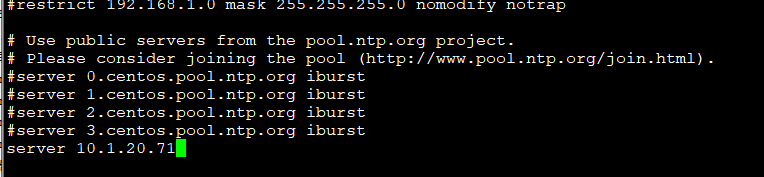 #restrict 192.168.1.0 mask 255.255.255.0 nomodify notrap
# Use public servers from the pool.ntp.org project.
# Please consider joining the pool (http://www.pool.ntp.org/join.html).
#server 0.centos.pool.ntp.org iburst
#server 1.centos.pool.ntp.org iburst
#server 2.centos.pool.ntp.org iburst
#server 3.centos.pool.ntp.org iburst
server 10.1.20.71